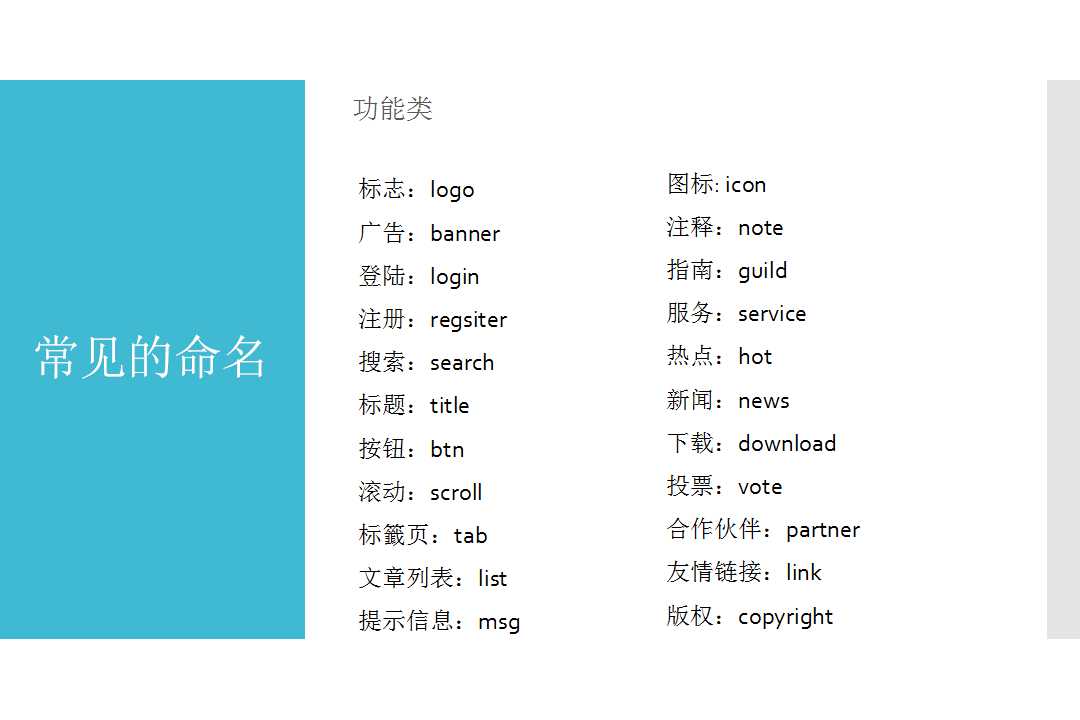 常见的命名
功能类
标志：logo
广告：banner
登陆：login
注册：regsiter
搜索：search
标题：title
按钮：btn
滚动：scroll
标籤页：tab
文章列表：list
提示信息：msg
图标: icon
注释：note
指南：guild
服务：service
热点：hot
新闻：news
下载：download
投票：vote
合作伙伴：partner
友情链接：link
版权：copyright